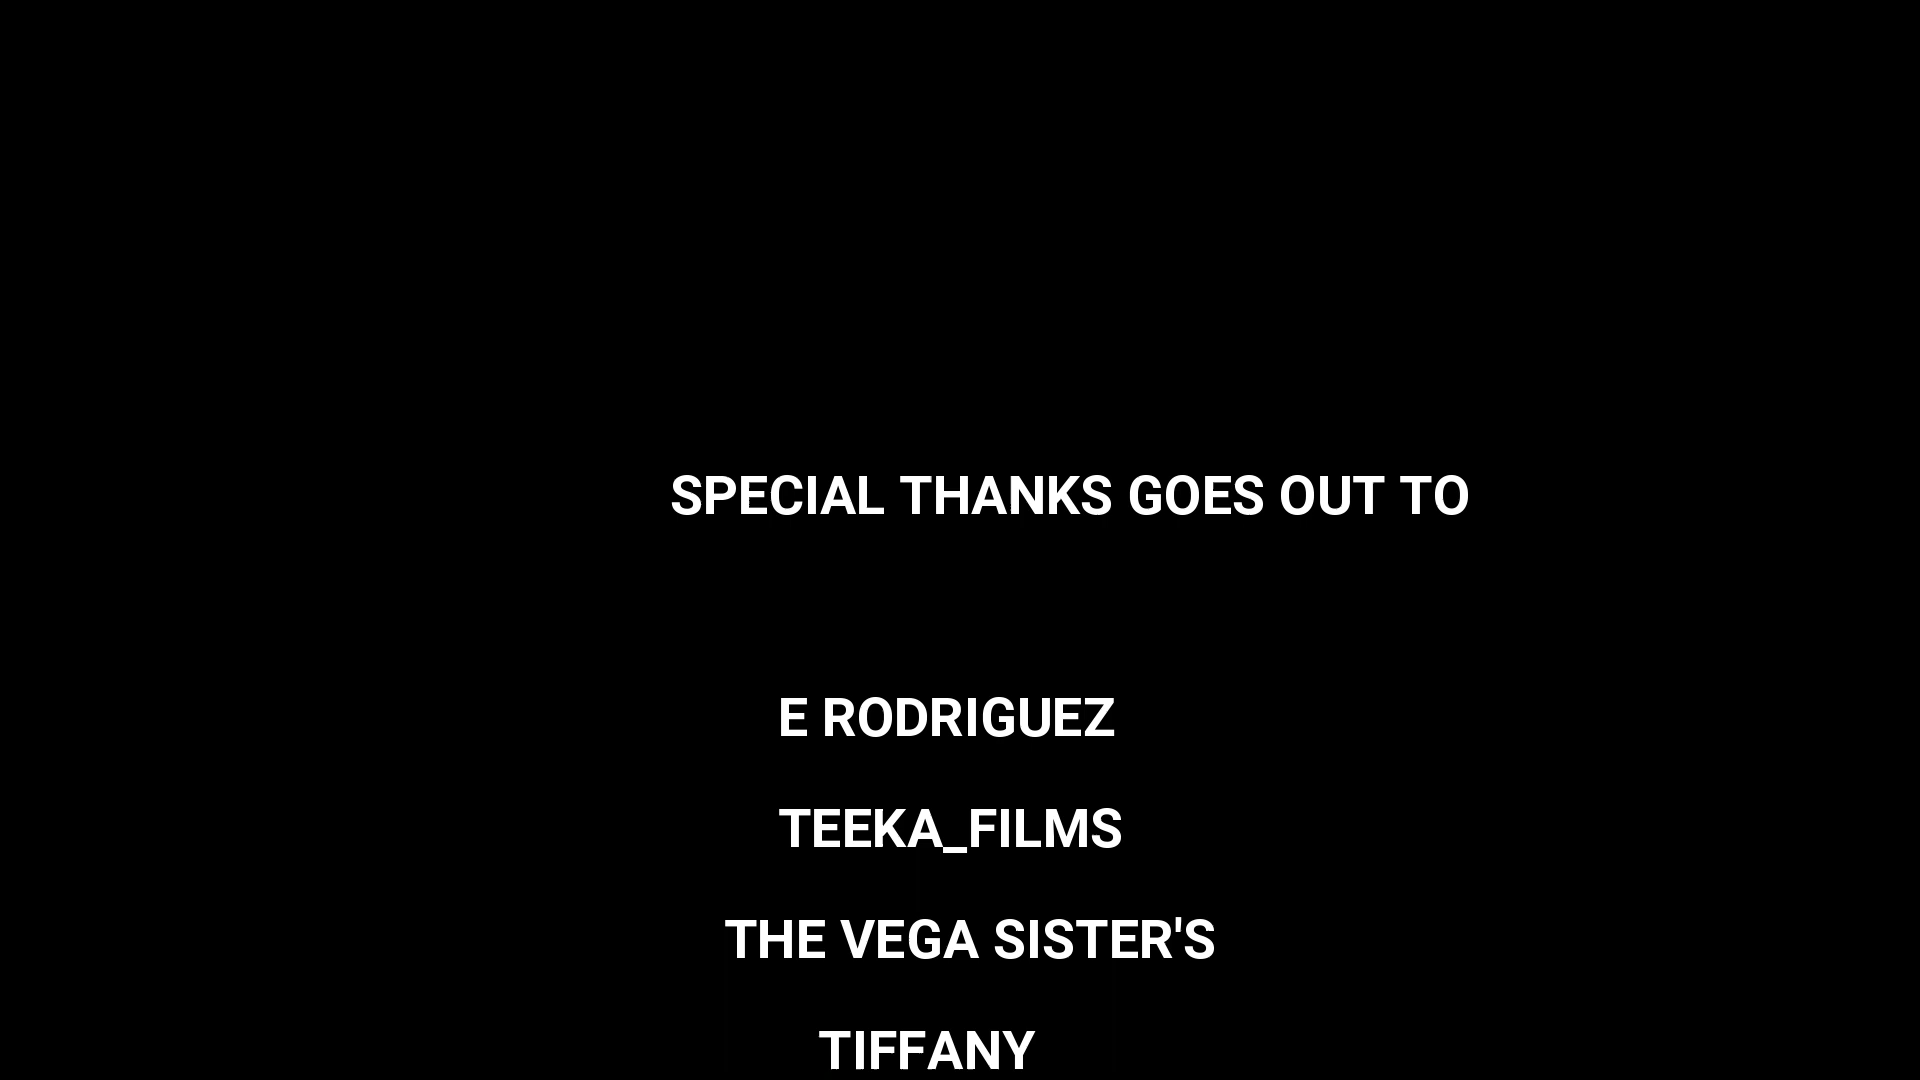 SPECIAL THANKS GOES OUT TO
E RODRIGUEZ
TEEKA_FILMS
THE VEGA SISTER'S
TIFFANY